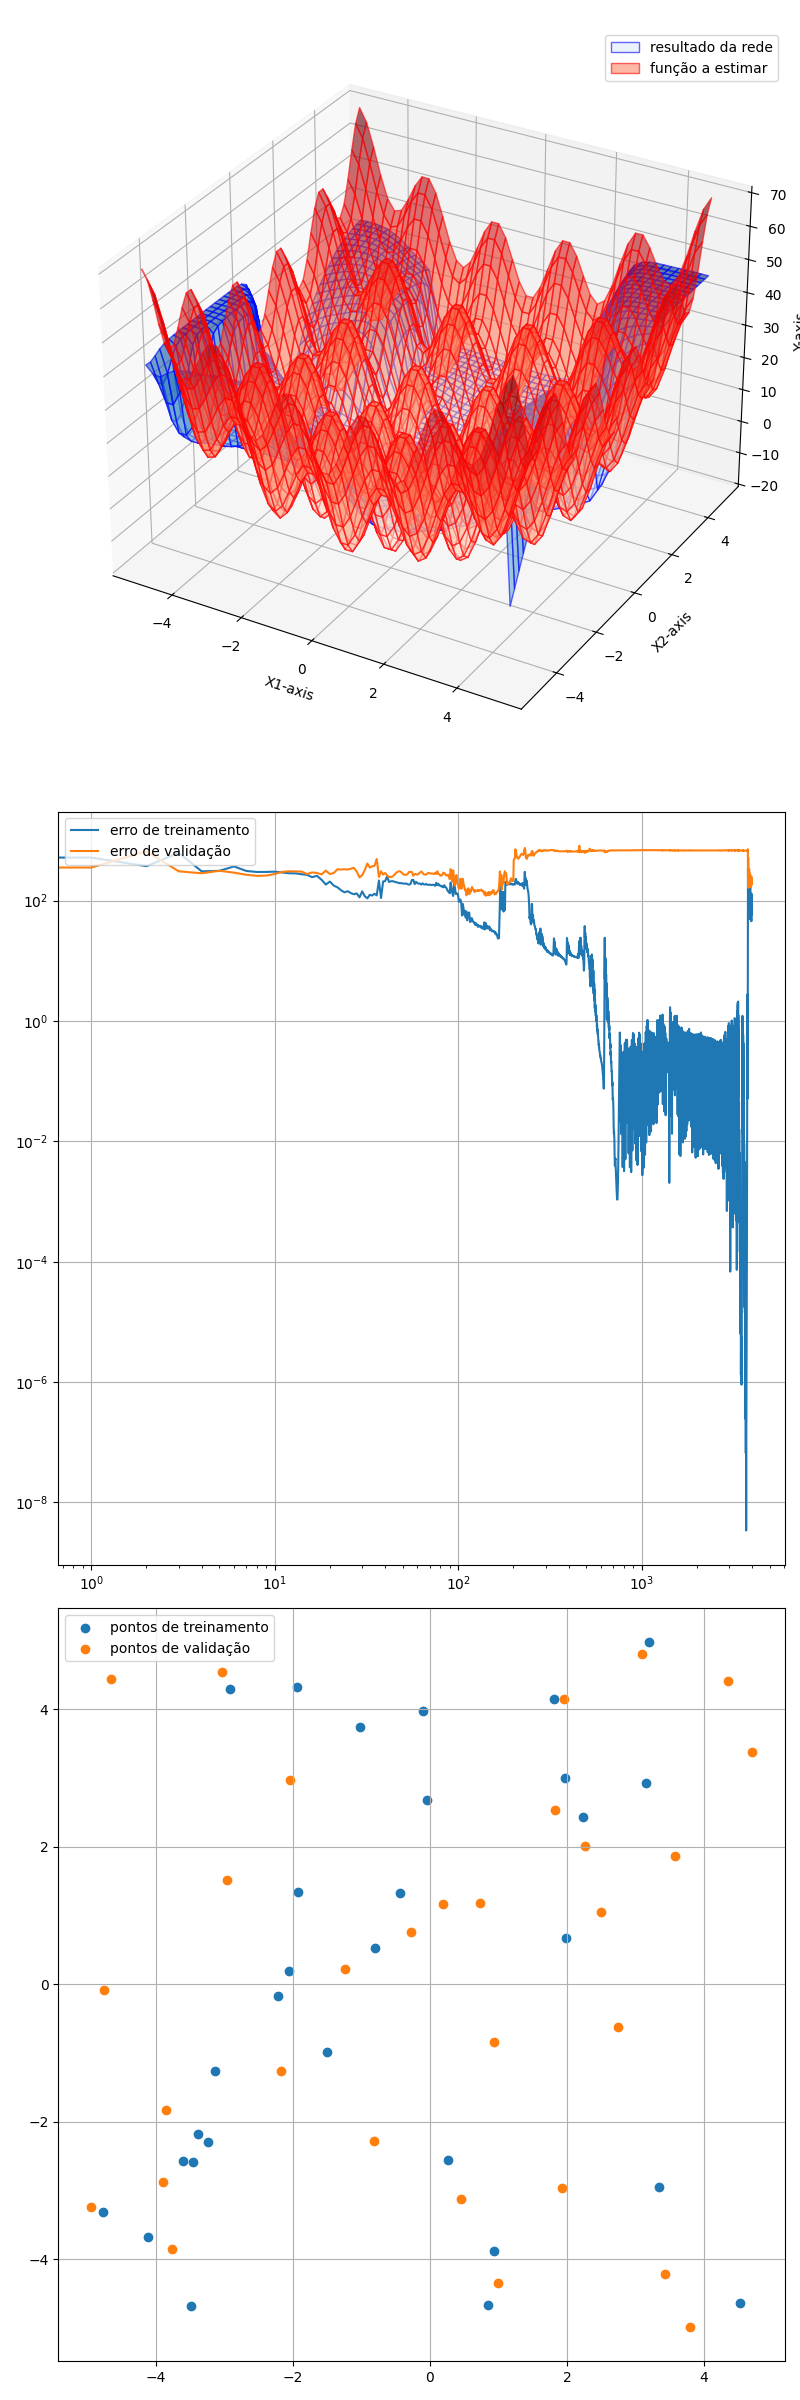 resultado da rede
função a estimar
70
60
50
40
30
20
10
0
−10
−20
Y-axis
4
2
0
−2
−4
X2-axis
−4
−2
0
2
4
X1-axis
erro de treinamento
erro de validação
10²
10⁰
10⁻²
10⁻⁴
10⁻⁶
10⁻⁸
10⁰ 10¹ 10² 10³
pontos de treinamento
pontos de validação
4
2
0
−2
−4
−4 −2 0 2 4